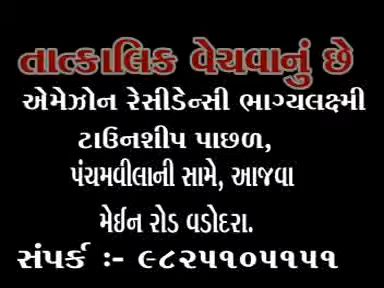 તાત્કાલિક વેચવાનું છે
એમેઝોન રેસીડેન્સી ભાગ્યલક્ષ્મી
ટાઉનશીપ પાછળ,
પંચમવીલાની સામે, આજવા
મેઈન રોડ વડોદરા.
સંપર્ક ઃ- ૯૮૨૫૧૦૫૧૫૧